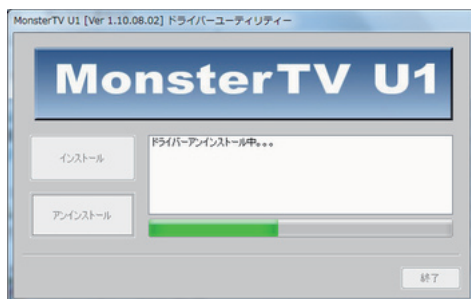 MonsterTV U1 [Ver 1.10.08.02] ドライバーユーティリティー
MonsterTV U1
インストール
ドライバーアンインストール中。。。
アンインストール
終了